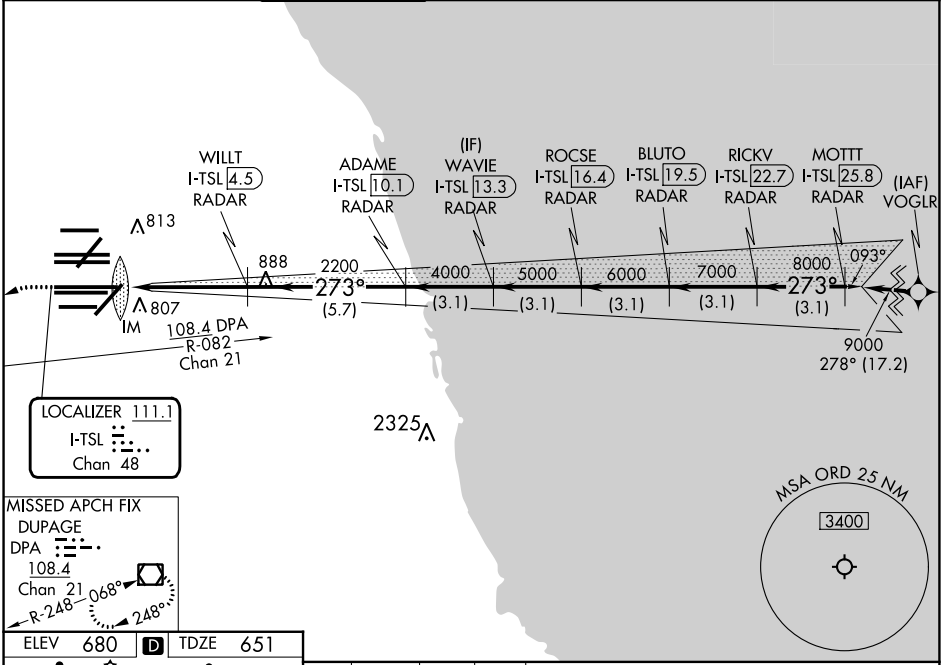 (IF)
WILLT
I-TSL 4.5
RADAR
ADAME
I-TSL 10.1
RADAR
WAVIE
I-TSL 13.3
RADAR
ROCSE
I-TSL 16.4
RADAR
BLUTO
I-TSL 19.5
RADAR
RICKV
I-TSL 22.7
RADAR
MOTTT
I-TSL 25.8
RADAR
(IAF)
VOGLR
813
888
2200
4000
5000
6000
7000
8000
093°
273°
273°
(5.7)
(3.1)
(3.1)
(3.1)
(3.1)
(3.1)
807
IM
108.4 DPA
R-082
Chan 21
9000
278° (17.2)
LOCALIZER 111.1
I-TSL
Chan 48
2325
MISSED APCH FIX
DUPAGE
DPA
108.4
Chan 21
R-248
068°
248°
MSA ORD 25 NM
3400
ELEV 680 D TDZE 651